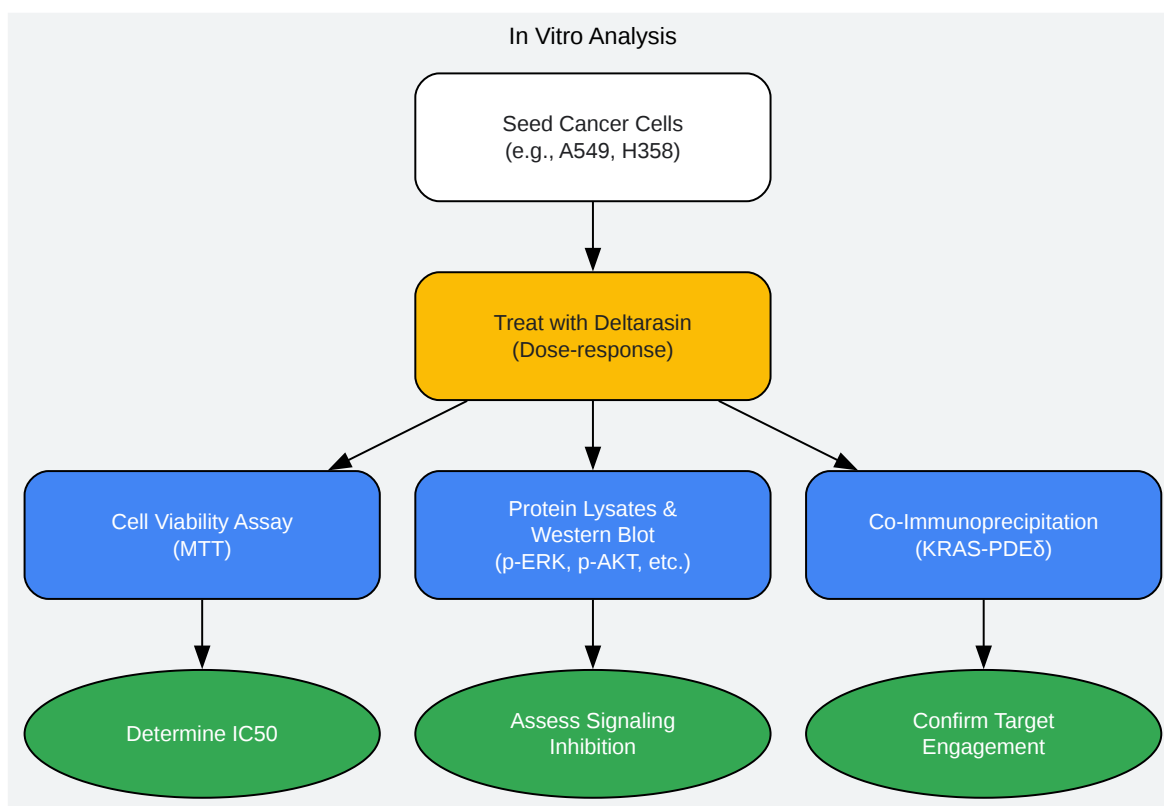 In Vitro Analysis
Seed Cancer Cells
(e.g., A549, H358)
Treat with Deltarasin
(Dose-response)
Cell Viability Assay
(MTT)
Protein Lysates &
Western Blot
(p-ERK, p-AKT, etc.)
Co-Immunoprecipitation
(KRAS-PDEδ)
Determine IC50
Assess Signaling
Inhibition
Confirm Target
Engagement